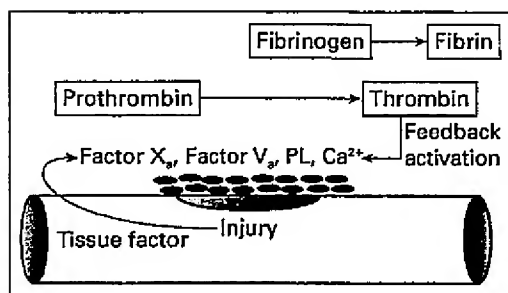 Fibrinogen → Fibrin
Prothrombin → Thrombin
Feedback
activation
Factor Xa, Factor Va, PL, Ca²⁺
Injury
Tissue factor